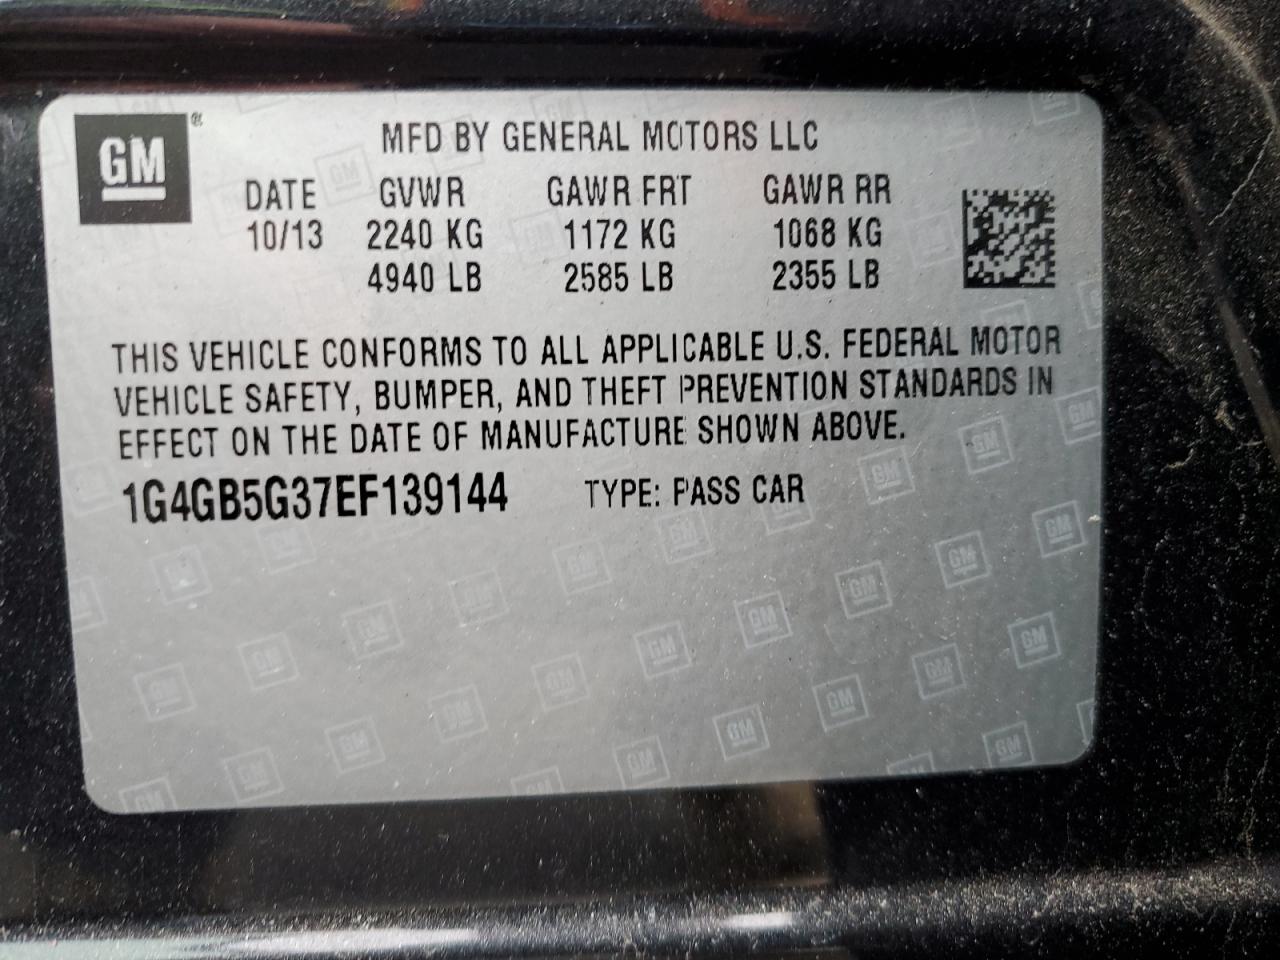 GM ®
MFD BY GENERAL MOTORS LLC
DATE GVWR GAWR FRT GAWR RR
10/13 2240 KG 1172 KG 1068 KG
4940 LB 2585 LB 2355 LB
THIS VEHICLE CONFORMS TO ALL APPLICABLE U.S. FEDERAL MOTOR
VEHICLE SAFETY, BUMPER, AND THEFT PREVENTION STANDARDS IN
EFFECT ON THE DATE OF MANUFACTURE SHOWN ABOVE.
1G4GB5G37EF139144 TYPE: PASS CAR